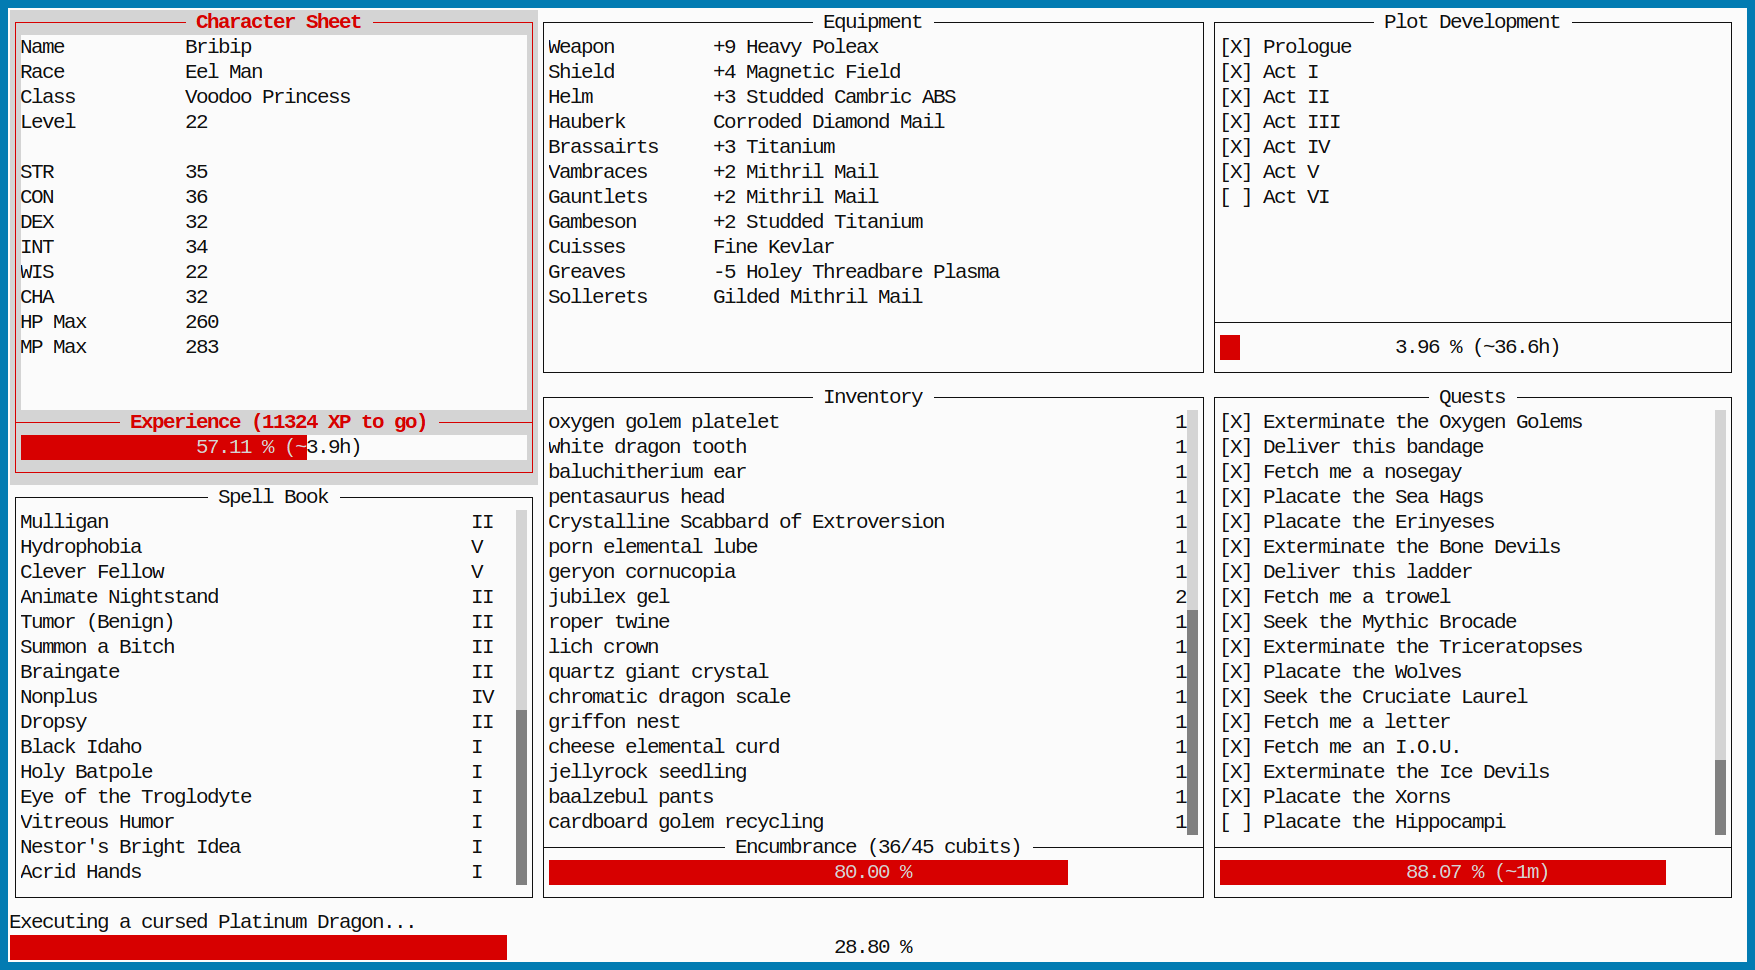 Character Sheet
Name Bribip
Race Eel Man
Class Voodoo Princess
Level 22
STR 35
CON 36
DEX 32
INT 34
WIS 22
CHA 32
HP Max 260
MP Max 283
Experience (11324 XP to go)
57.11 % (~3.9h)
Spell Book
Mulligan II
Hydrophobia V
Clever Fellow V
Animate Nightstand II
Tumor (Benign) II
Summon a Bitch II
Braingate II
Nonplus IV
Dropsy II
Black Idaho I
Holy Batpole I
Eye of the Troglodyte I
Vitreous Humor I
Nestor's Bright Idea I
Acrid Hands I
Equipment
Weapon +9 Heavy Poleax
Shield +4 Magnetic Field
Helm +3 Studded Cambric ABS
Hauberk Corroded Diamond Mail
Brassairts +3 Titanium
Vambraces +2 Mithril Mail
Gauntlets +2 Mithril Mail
Gambeson +2 Studded Titanium
Cuisses Fine Kevlar
Greaves -5 Holey Threadbare Plasma
Sollerets Gilded Mithril Mail
Inventory
oxygen golem platelet 1
white dragon tooth 1
baluchitherium ear 1
pentasaurus head 1
Crystalline Scabbard of Extroversion 1
porn elemental lube 1
geryon cornucopia 1
jubilex gel 2
roper twine 1
lich crown 1
quartz giant crystal 1
chromatic dragon scale 1
griffon nest 1
cheese elemental curd 1
jellyrock seedling 1
baalzebul pants 1
cardboard golem recycling 1
Encumbrance (36/45 cubits)
80.00 %
Plot Development
[X] Prologue
[X] Act I
[X] Act II
[X] Act III
[X] Act IV
[X] Act V
[ ] Act VI
3.96 % (~36.6h)
Quests
[X] Exterminate the Oxygen Golems
[X] Deliver this bandage
[X] Fetch me a nosegay
[X] Placate the Sea Hags
[X] Placate the Erinyeses
[X] Exterminate the Bone Devils
[X] Deliver this ladder
[X] Fetch me a trowel
[X] Seek the Mythic Brocade
[X] Exterminate the Triceratopses
[X] Placate the Wolves
[X] Seek the Cruciate Laurel
[X] Fetch me a letter
[X] Fetch me an I.O.U.
[X] Exterminate the Ice Devils
[X] Placate the Xorns
[ ] Placate the Hippocampi
88.07 % (~1m)
Executing a cursed Platinum Dragon...
28.80 %